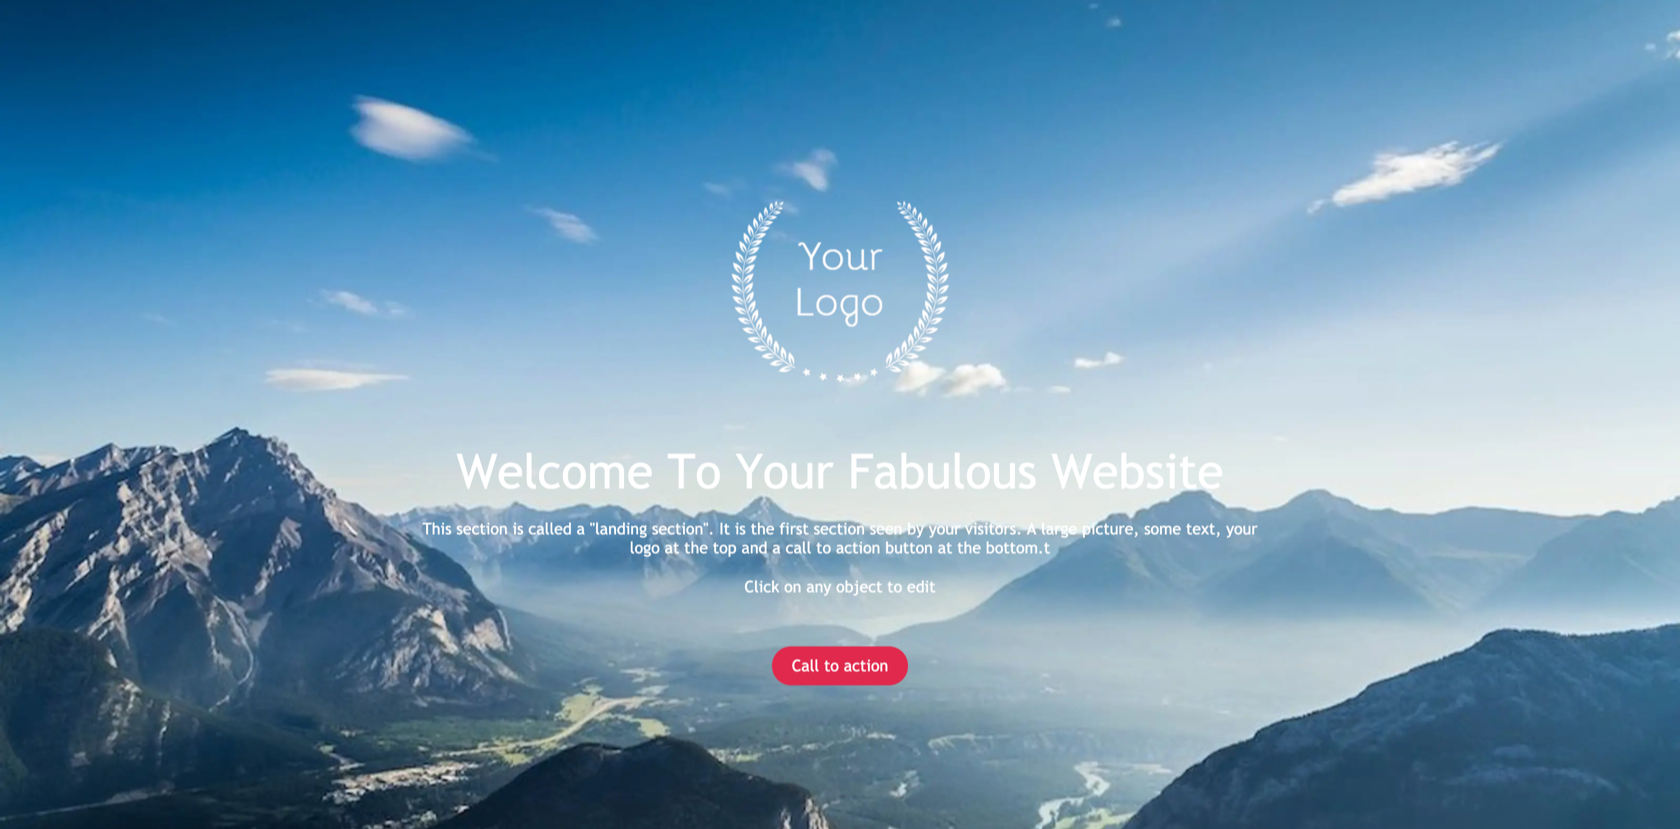 Your
Logo
Welcome To Your Fabulous Website
This section is called a "landing section". It is the first section seen by your visitors. A large picture, some text, your
logo at the top and a call to action button at the bottom.t
Click on any object to edit
Call to action